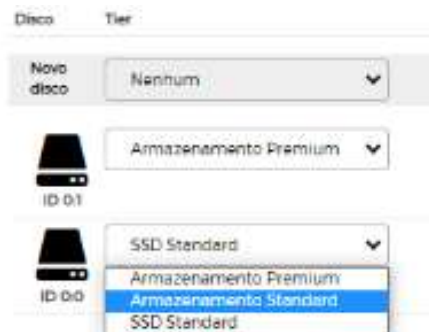 Disco Tier
Novo
disco
Nenhum
Armazenamento Premium
ID 0:1
SSD Standard
ID 0:0
Armazenamento Premium
Armazenamento Standard
SSD Standard